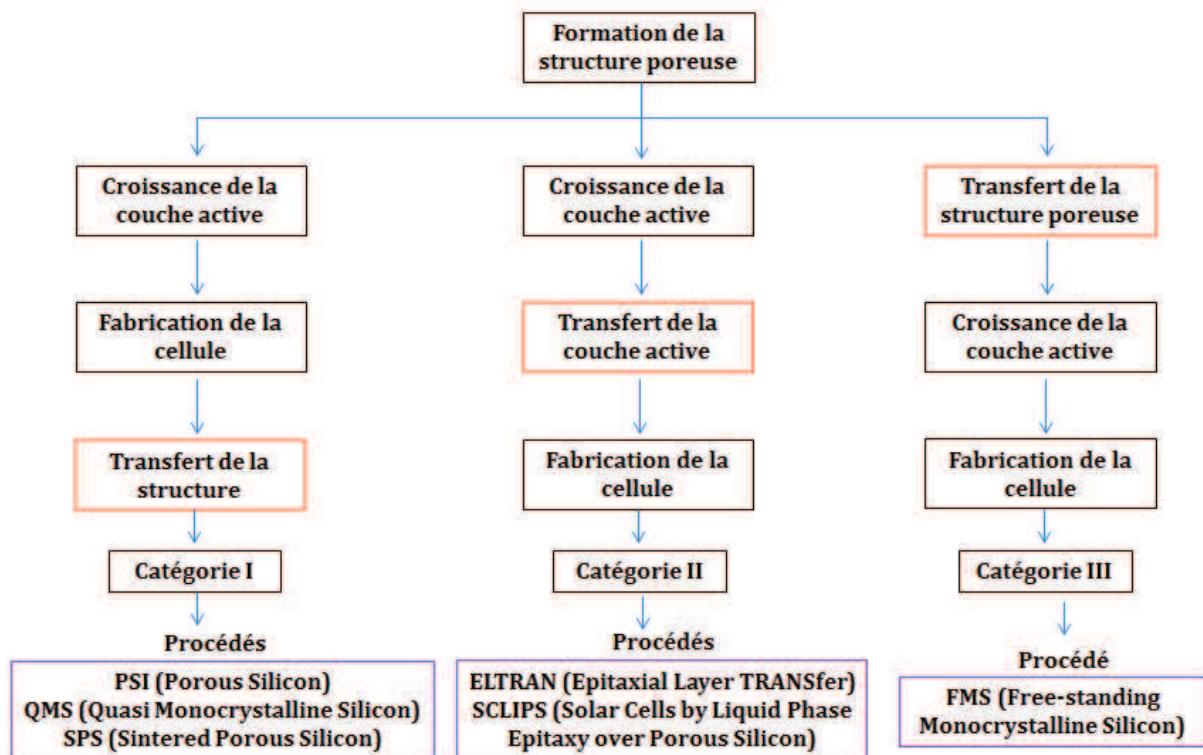 Formation de la
structure poreuse
Croissance de la
couche active
Croissance de la
couche active
Transfert de la
structure poreuse
Fabrication de la
cellule
Transfert de la
couche active
Croissance de la
couche active
Transfert de la
structure
Fabrication de la
cellule
Fabrication de la
cellule
Catégorie I
Catégorie II
Catégorie III
Procédés
Procédés
Procédé
PSI (Porous Silicon)
QMS (Quasi Monocrystalline Silicon)
SPS (Sintered Porous Silicon)
ELTRAN (Epitaxial Layer TRANSfer)
SCLIPS (Solar Cells by Liquid Phase
Epitaxy over Porous Silicon)
FMS (Free-standing
Monocrystalline Silicon)